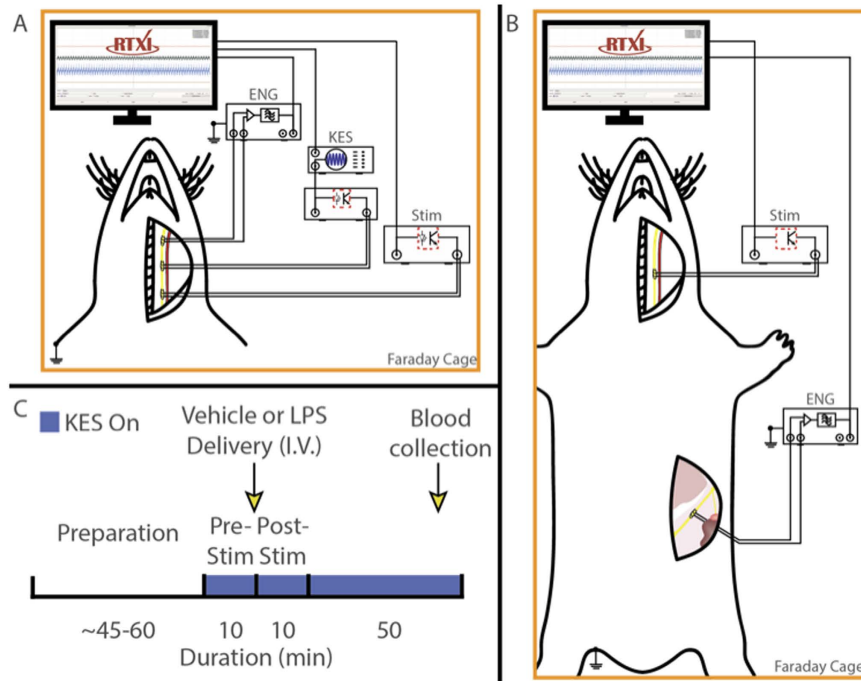 A
RTXI
ENG
KES
Stim
Faraday Cage
B
RTXI
Stim
ENG
Faraday Cage
C
KES On
Vehicle or LPS
Delivery (I.V.)
Blood
collection
Preparation
Pre- Post-
Stim Stim
~45-60 10 10 50
Duration (min)